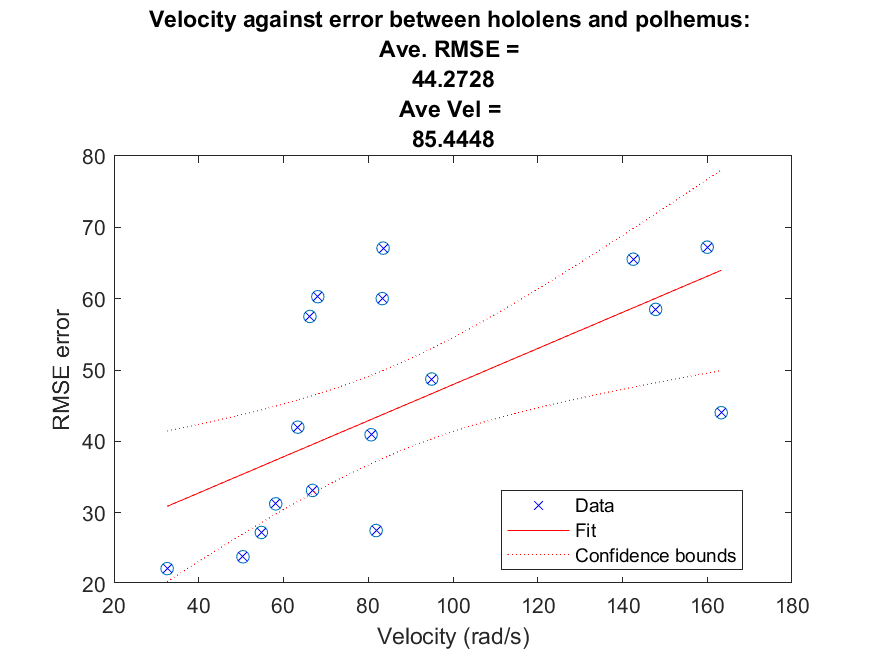 Velocity against error between hololens and polhemus:
Ave. RMSE =
44.2728
Ave Vel =
85.4448
80
70
60
50
40
30
20
RMSE error
Data
Fit
Confidence bounds
20 40 60 80 100 120 140 160 180
Velocity (rad/s)